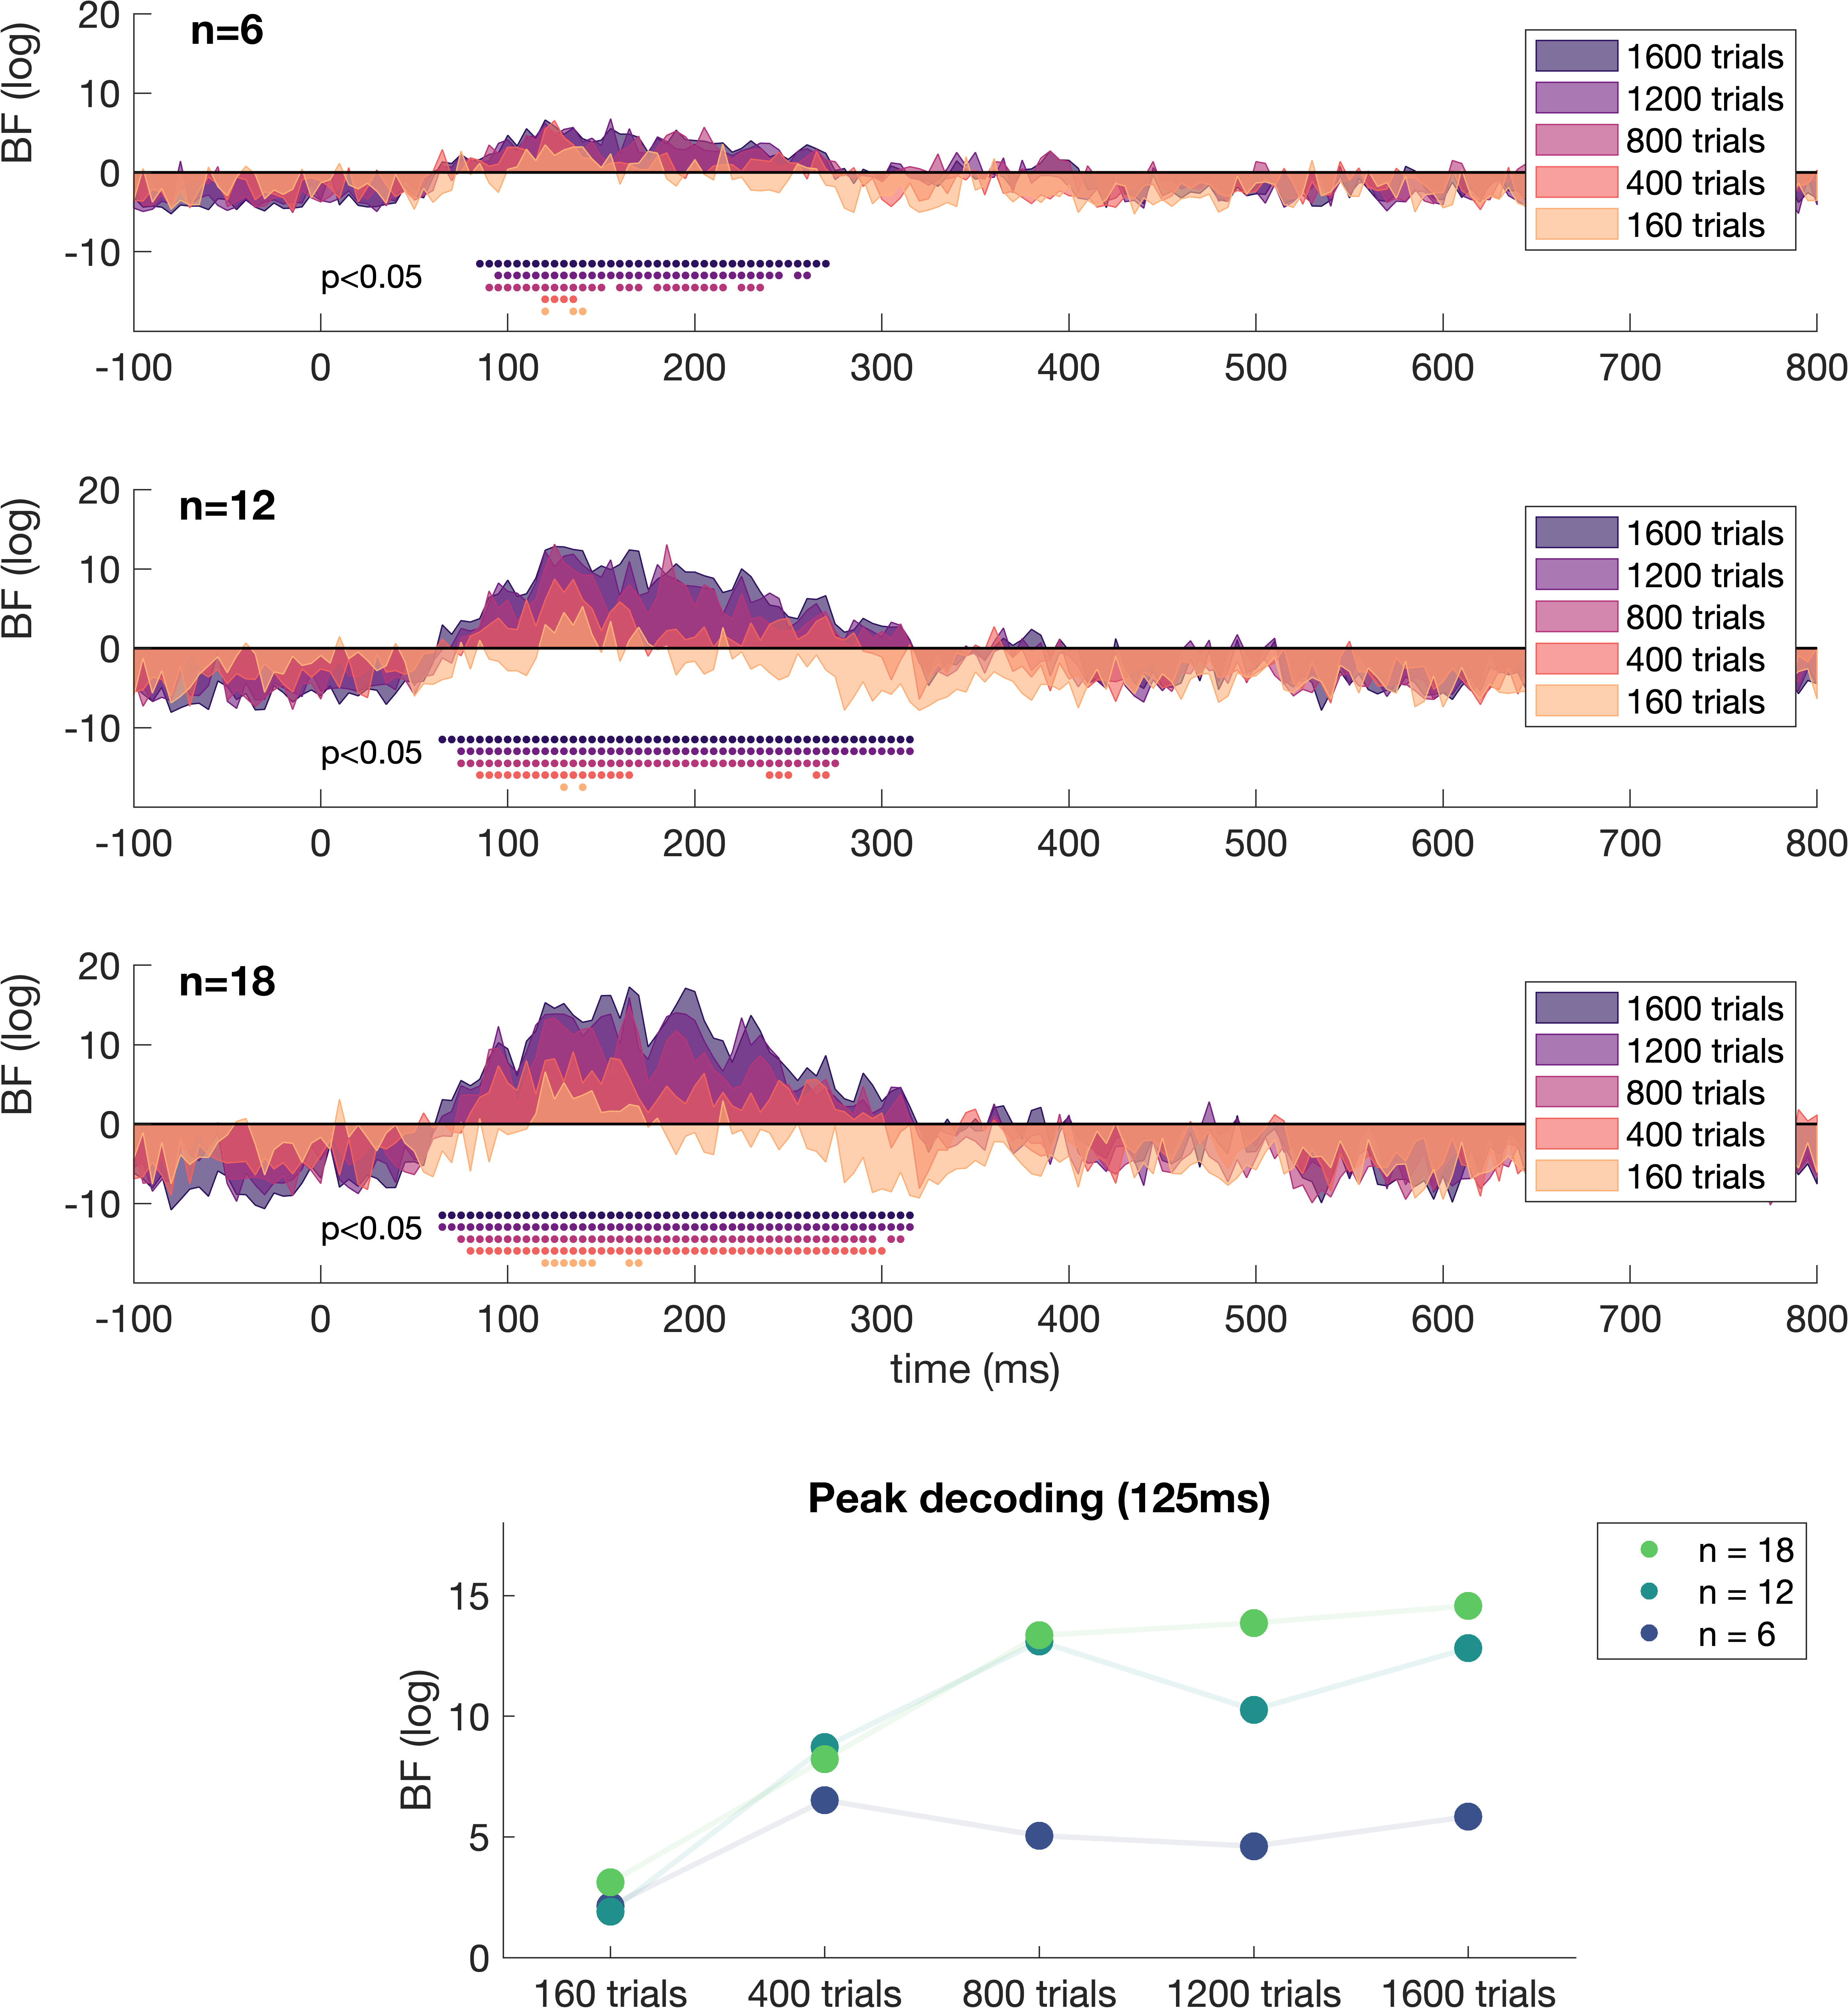 n=6
BF (log)
20
10
0
-10
1600 trials
1200 trials
800 trials
400 trials
160 trials
p<0.05
-100 0 100 200 300 400 500 600 700 800
n=12
BF (log)
20
10
0
-10
1600 trials
1200 trials
800 trials
400 trials
160 trials
p<0.05
-100 0 100 200 300 400 500 600 700 800
n=18
BF (log)
20
10
0
-10
1600 trials
1200 trials
800 trials
400 trials
160 trials
p<0.05
-100 0 100 200 300 400 500 600 700 800
time (ms)
Peak decoding (125ms)
BF (log)
15
10
5
0
n = 18
n = 12
n = 6
160 trials 400 trials 800 trials 1200 trials 1600 trials